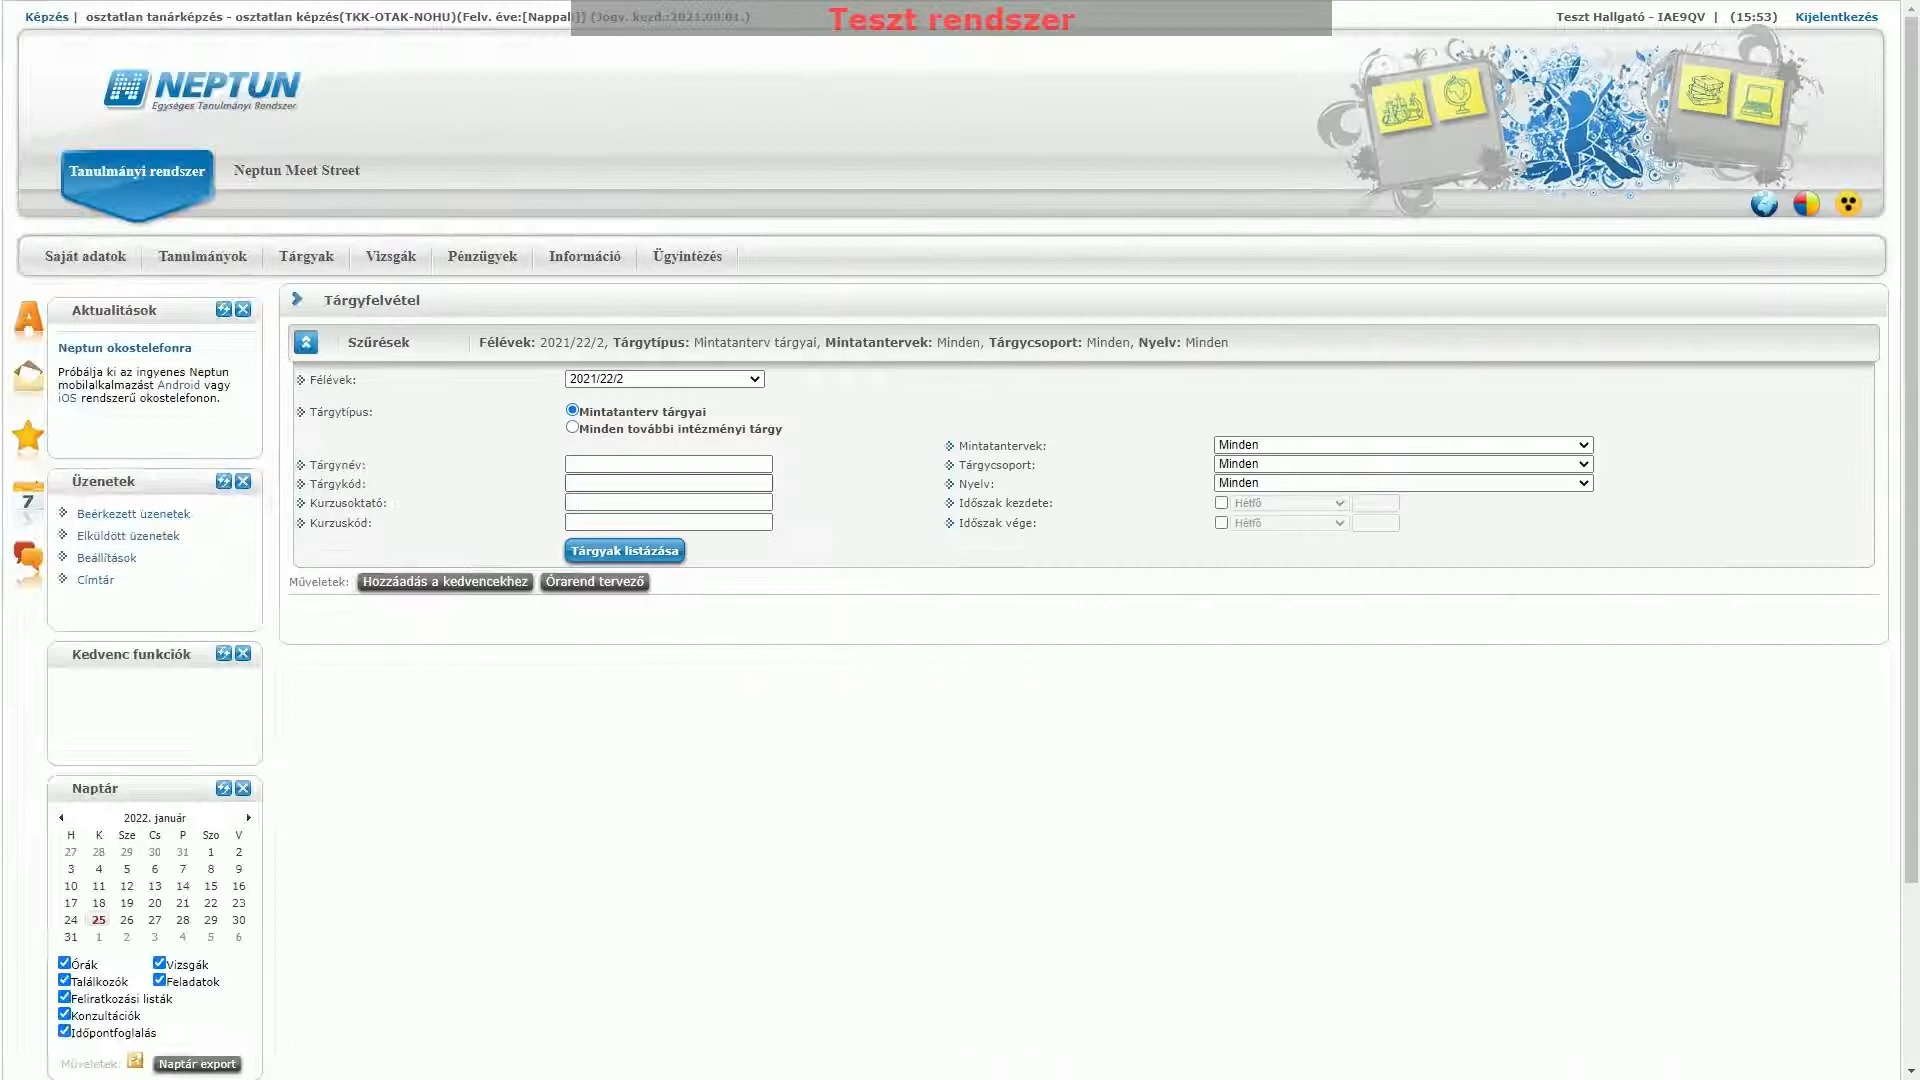 Képzés | osztatlan tanárképzés - osztatlan képzés(TKK-OTAK-NOHU)(Felv. éve:[Nappali]) (Jogv. kezd.:2021.09.01.)
Teszt rendszer
Teszt Hallgató - IAE9QV | (15:53) Kijelentkezés
NEPTUN
Egységes Tanulmányi Rendszer
Tanulmányi rendszer
Neptun Meet Street
Saját adatok
Tanulmányok
Tárgyak
Vizsgák
Pénzügyek
Információ
Ügyintézés
Aktualitások
Neptun okostelefonra
Próbálja ki az ingyenes Neptun
mobilalkalmazást Android vagy
iOS rendszerű okostelefonon.
7
Üzenetek
Beérkezett üzenetek
Elküldött üzenetek
Beállítások
Címtár
Kedvenc funkciók
Naptár
2022. január
H K Sze Cs P Szo V
27 28 29 30 31 1 2
3 4 5 6 7 8 9
10 11 12 13 14 15 16
17 18 19 20 21 22 23
24 25 26 27 28 29 30
31 1 2 3 4 5 6
Órák Vizsgák
Találkozók Feladatok
Feliratkozási listák
Konzultációk
Időpontfoglalás
Műveletek: Naptár export
Tárgyfelvétel
Szűrések Félévek: 2021/22/2, Tárgytípus: Mintatanterv tárgyai, Mintatantervek: Minden, Tárgycsoport: Minden, Nyelv: Minden
Félévek: 2021/22/2
Tárgytípus: Mintatanterv tárgyai
Minden további intézményi tárgy
Mintatantervek: Minden
Tárgynév: Tárgycsoport: Minden
Tárgykód: Nyelv: Minden
Kurzusoktató: Időszak kezdete: Hétfő
Kurzuskód: Időszak vége: Hétfő
Tárgyak listázása
Műveletek: Hozzáadás a kedvencekhez Órarend tervező